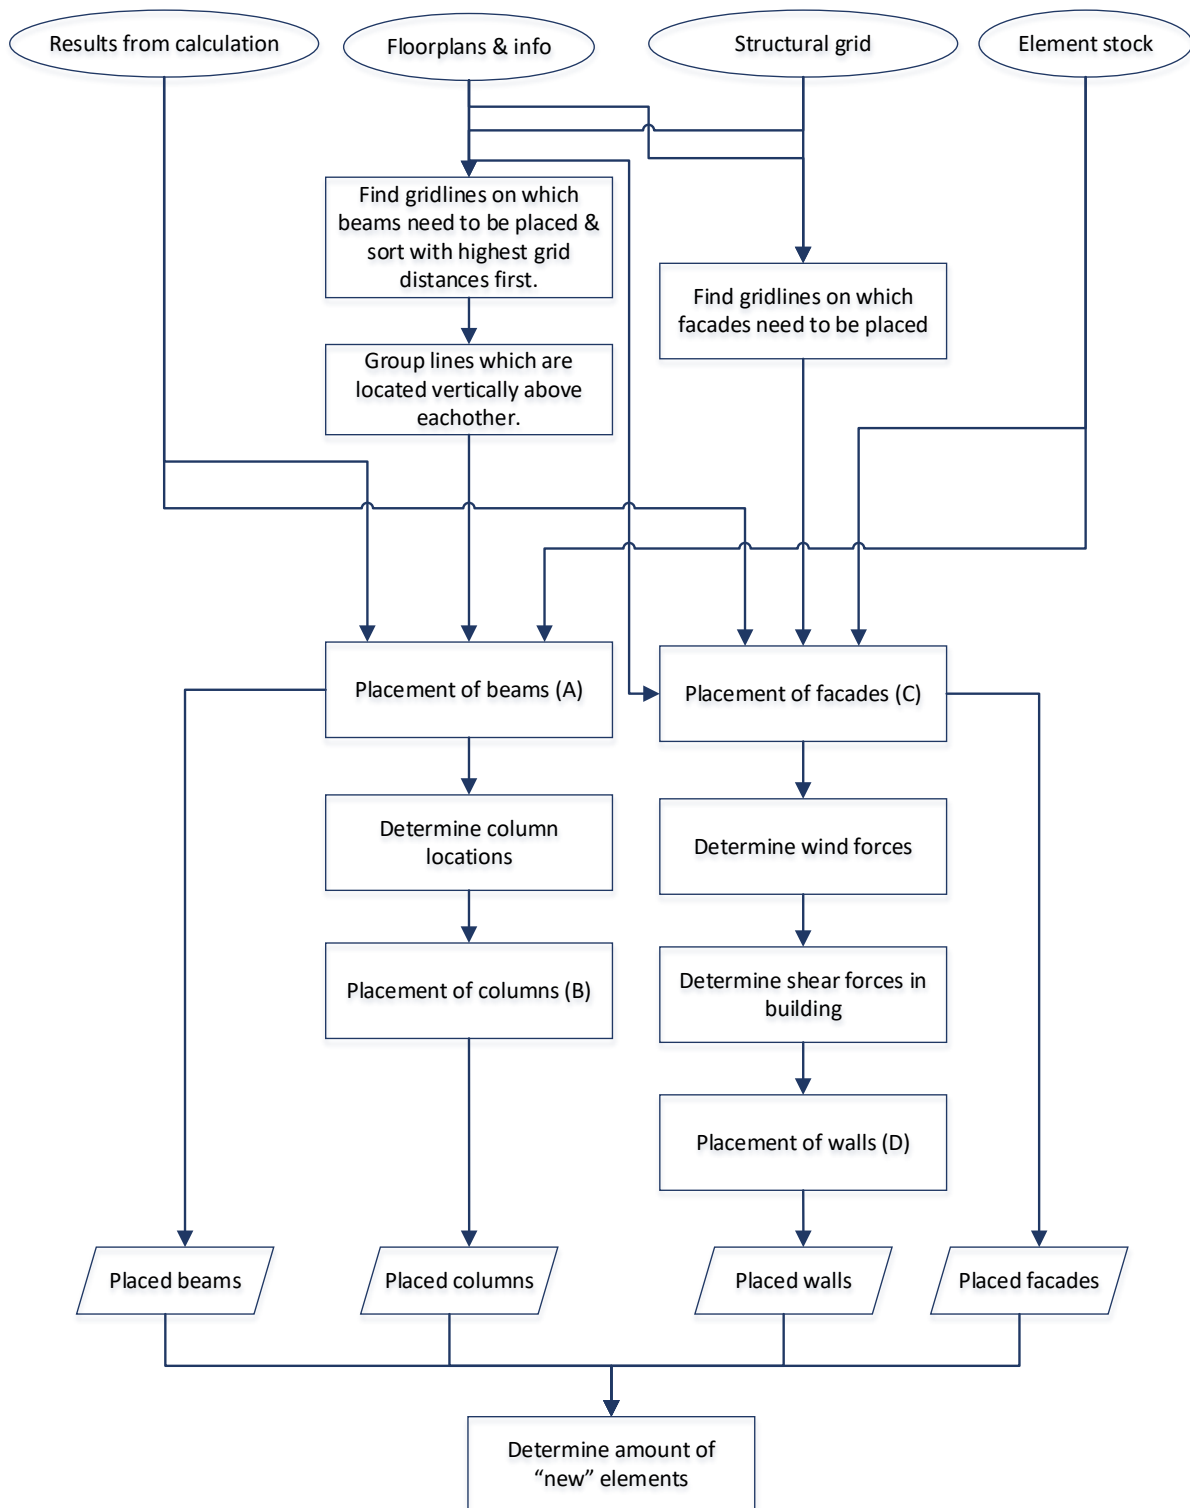 Results from calculation
Floorplans & info
Structural grid
Element stock
Find gridlines on which
beams need to be placed &
sort with highest grid
distances first.
Find gridlines on which
facades need to be placed
Group lines which are
located vertically above
eachother.
Placement of beams (A)
Placement of facades (C)
Determine column
locations
Determine wind forces
Placement of columns (B)
Determine shear forces in
building
Placement of walls (D)
Placed beams
Placed columns
Placed walls
Placed facades
Determine amount of
“new” elements